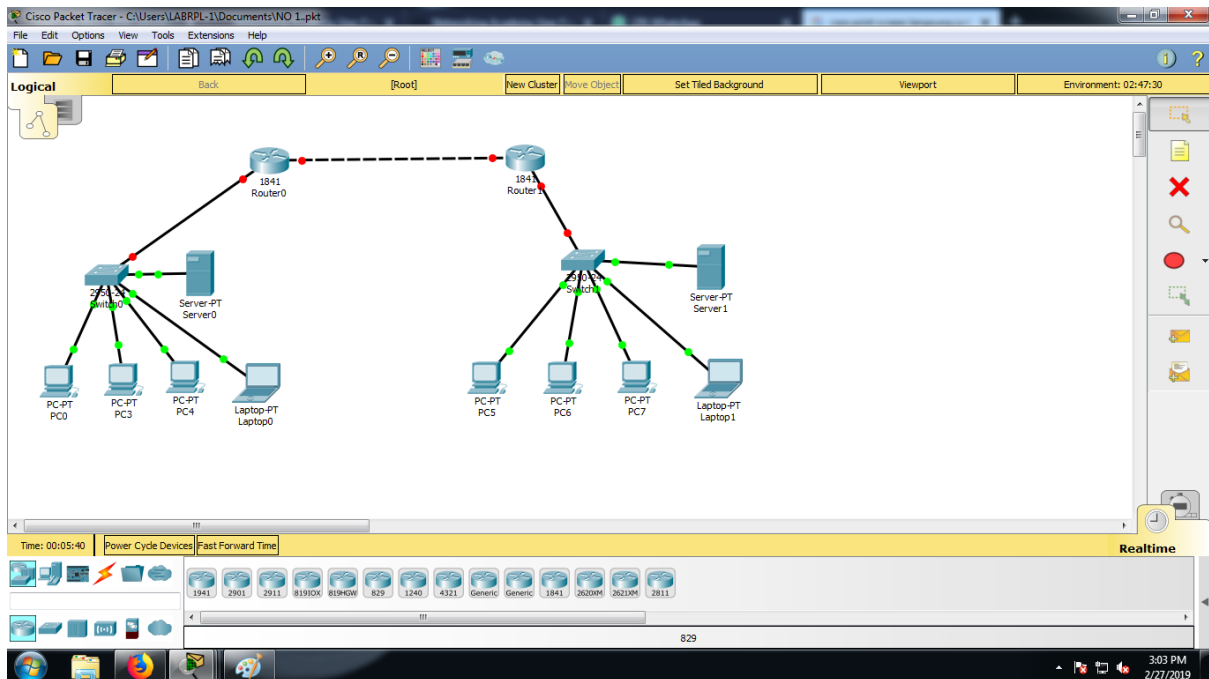 Cisco Packet Tracer - C:\Users\LABRPL-1\Documents\NO 1..pkt
File Edit Options View Tools Extensions Help
Logical Back [Root] New Cluster Move Object Set Tiled Background Viewport Environment: 02:47:30
1841
Router0
1841
Router1
2950-24
Switch0
Server-PT
Server0
2950-24
Switch1
Server-PT
Server1
PC-PT
PC0
PC-PT
PC3
PC-PT
PC4
Laptop-PT
Laptop0
PC-PT
PC5
PC-PT
PC6
PC-PT
PC7
Laptop-PT
Laptop1
Time: 00:05:40 Power Cycle Devices Fast Forward Time Realtime
1941 2901 2911 819IOX 819HGW 829 1240 4321 Generic Generic 1841 2620XM 2621XM 2811
829
3:03 PM
2/27/2019